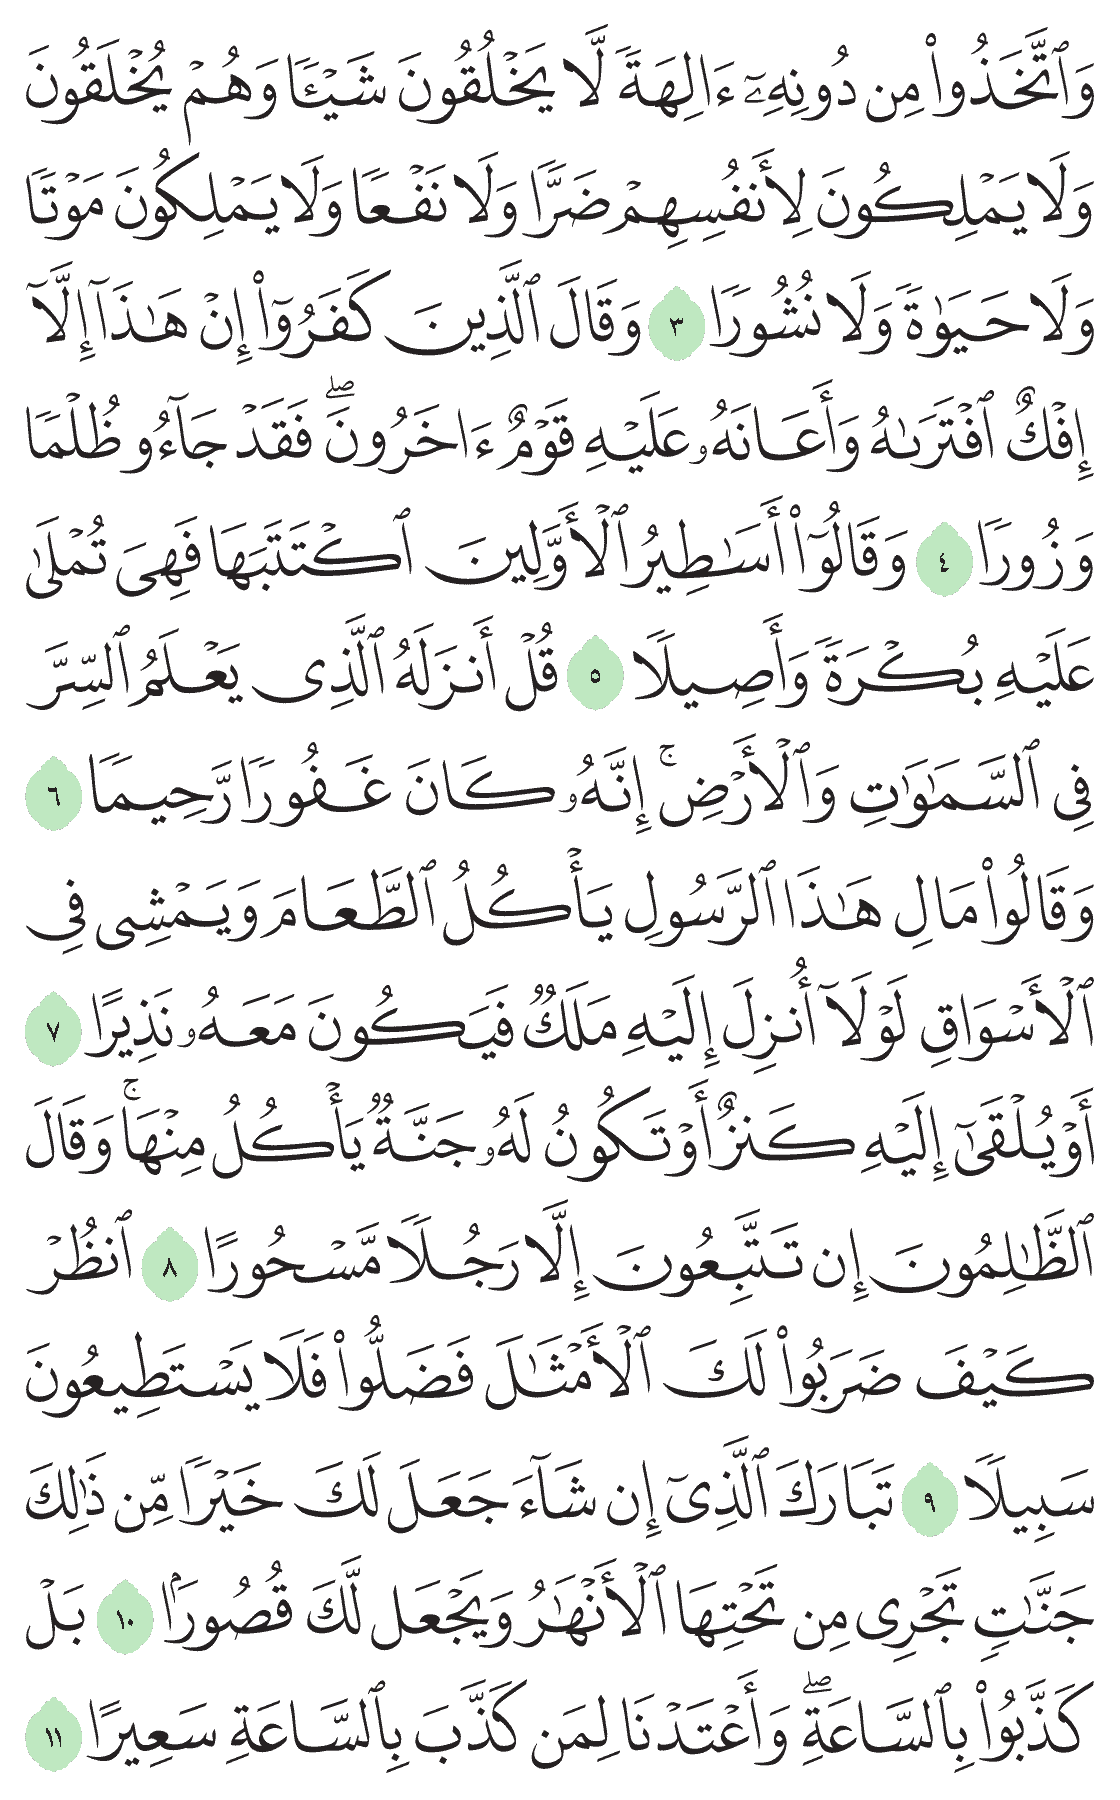 وَٱتَّخَذُوا۟ مِن دُونِهِۦٓ ءَالِهَةً لَّا يَخْلُقُونَ شَيْـًٔا وَهُمْ يُخْلَقُونَ
وَلَا يَمْلِكُونَ لِأَنفُسِهِمْ ضَرًّا وَلَا نَفْعًا وَلَا يَمْلِكُونَ مَوْتًا
وَلَا حَيَوٰةً وَلَا نُشُورًا ٣ وَقَالَ ٱلَّذِينَ كَفَرُوٓا۟ إِنْ هَـٰذَآ إِلَّآ
إِفْكٌ ٱفْتَرَىٰهُ وَأَعَانَهُۥ عَلَيْهِ قَوْمٌ ءَاخَرُونَ ۖ فَقَدْ جَآءُو ظُلْمًا
وَزُورًا ٤ وَقَالُوٓا۟ أَسَـٰطِيرُ ٱلْأَوَّلِينَ ٱكْتَتَبَهَا فَهِىَ تُمْلَىٰ
عَلَيْهِ بُكْرَةً وَأَصِيلًا ٥ قُلْ أَنزَلَهُ ٱلَّذِى يَعْلَمُ ٱلسِّرَّ
فِى ٱلسَّمَـٰوَٰتِ وَٱلْأَرْضِ ۚ إِنَّهُۥ كَانَ غَفُورًا رَّحِيمًا ٦
وَقَالُوا۟ مَالِ هَـٰذَا ٱلرَّسُولِ يَأْكُلُ ٱلطَّعَامَ وَيَمْشِى فِى
ٱلْأَسْوَاقِ لَوْلَآ أُنزِلَ إِلَيْهِ مَلَكٌ فَيَكُونَ مَعَهُۥ نَذِيرًا ٧
أَوْ يُلْقَىٰٓ إِلَيْهِ كَنزٌ أَوْ تَكُونُ لَهُۥ جَنَّةٌ يَأْكُلُ مِنْهَا ۚ وَقَالَ
ٱلظَّـٰلِمُونَ إِن تَتَّبِعُونَ إِلَّا رَجُلًا مَّسْحُورًا ٨ ٱنظُرْ
كَيْفَ ضَرَبُوا۟ لَكَ ٱلْأَمْثَـٰلَ فَضَلُّوا۟ فَلَا يَسْتَطِيعُونَ
سَبِيلًا ٩ تَبَارَكَ ٱلَّذِىٓ إِن شَآءَ جَعَلَ لَكَ خَيْرًا مِّن ذَٰلِكَ
جَنَّـٰتٍ تَجْرِى مِن تَحْتِهَا ٱلْأَنْهَـٰرُ وَيَجْعَل لَّكَ قُصُورًۢا ١٠ بَلْ
كَذَّبُوا۟ بِٱلسَّاعَةِ ۖ وَأَعْتَدْنَا لِمَن كَذَّبَ بِٱلسَّاعَةِ سَعِيرًا ١١